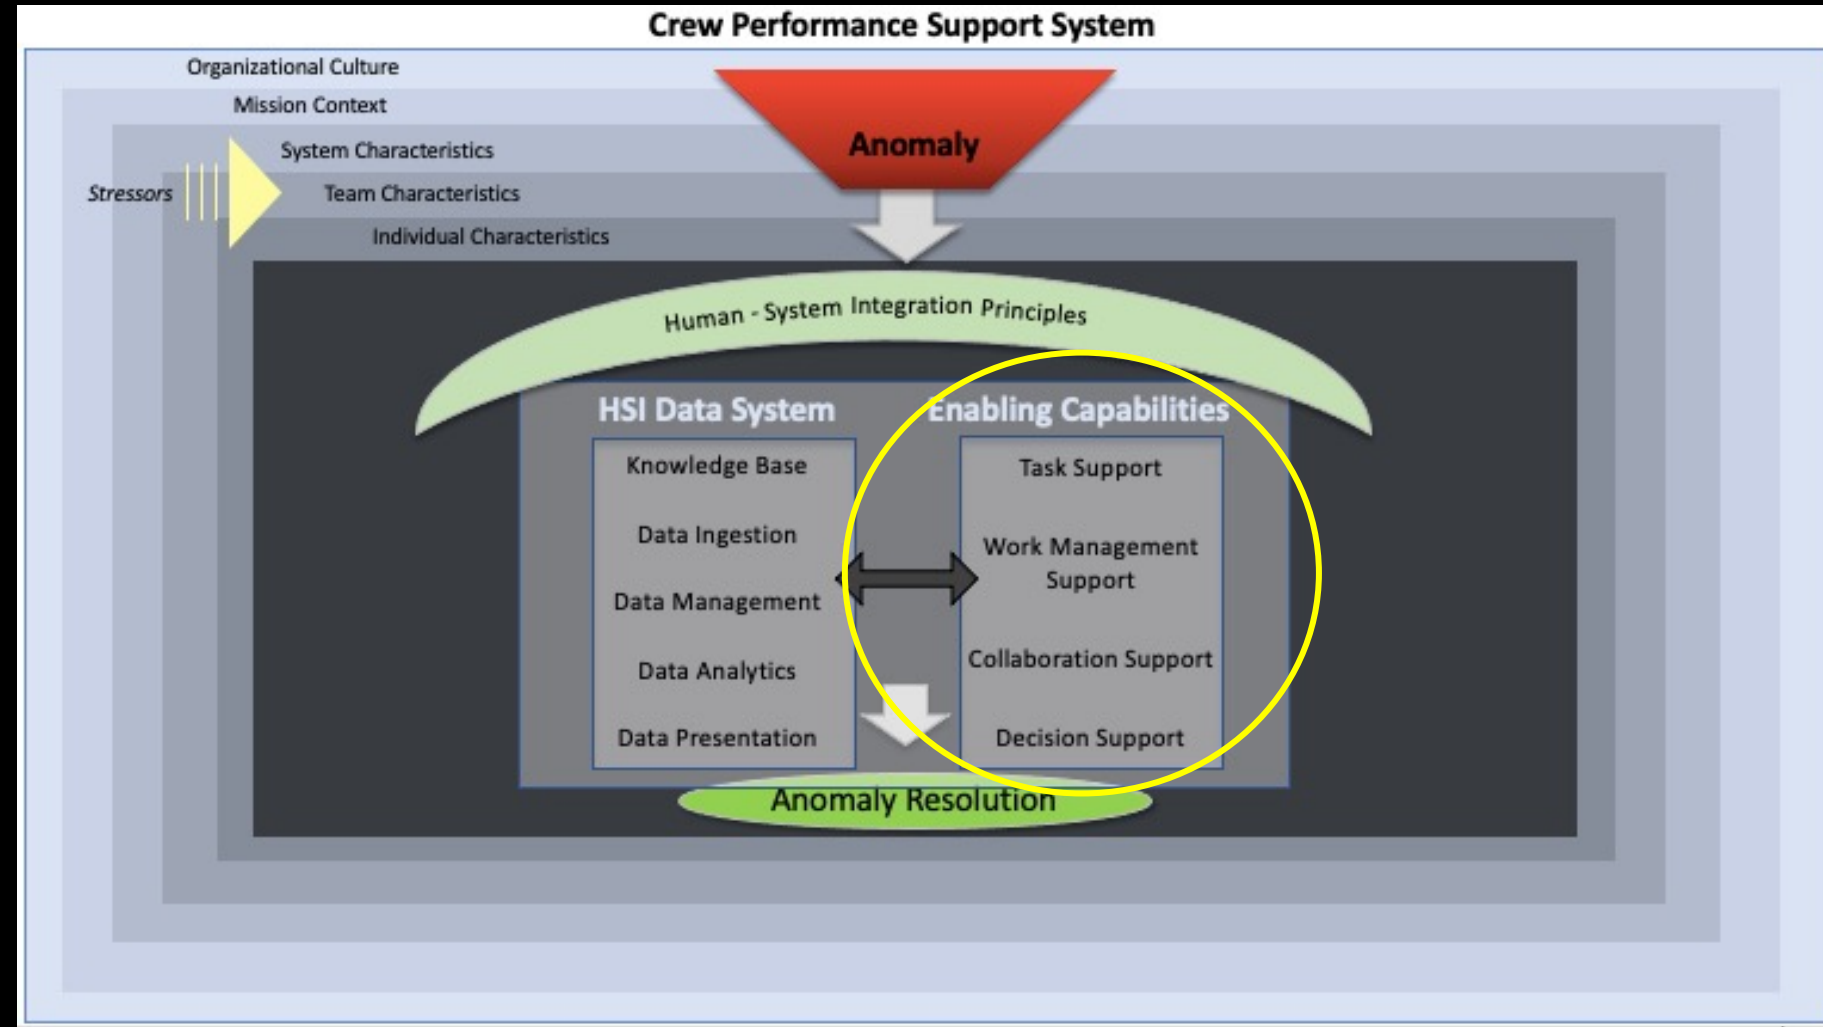 Crew Performance Support System
Organizational Culture
Mission Context
System Characteristics
Stressors
Team Characteristics
Individual Characteristics
Anomaly
Human - System Integration Principles
HSI Data System
Knowledge Base
Data Ingestion
Data Management
Data Analytics
Data Presentation
Enabling Capabilities
Task Support
Work Management
Support
Collaboration Support
Decision Support
Anomaly Resolution